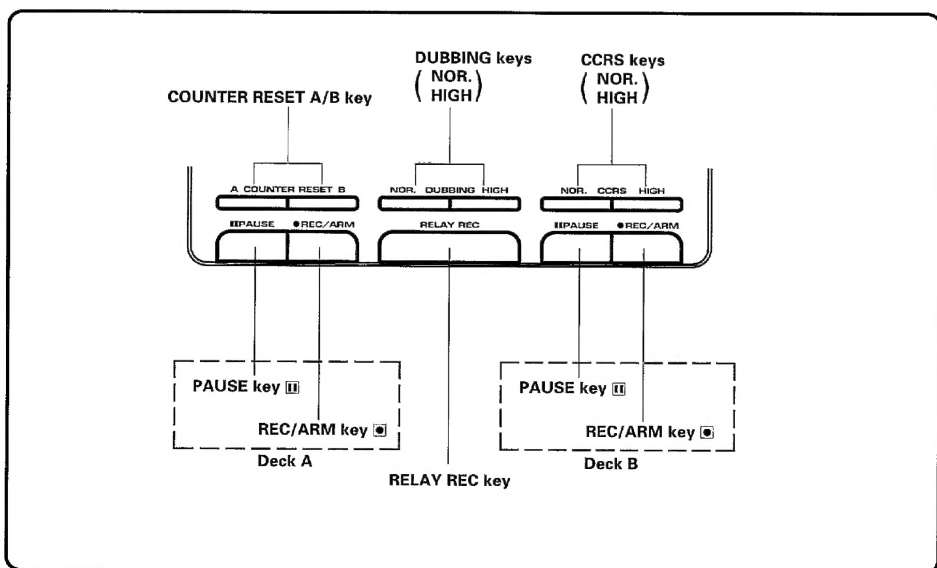 DUBBING keys
( NOR.
HIGH )
CCRS keys
( NOR.
HIGH )
COUNTER RESET A/B key
A COUNTER RESET B
NOR. DUBBING HIGH
NOR. CCRS HIGH
PAUSE ●REC/ARM
RELAY REC
PAUSE ●REC/ARM
PAUSE key
REC/ARM key
Deck A
PAUSE key
REC/ARM key
Deck B
RELAY REC key